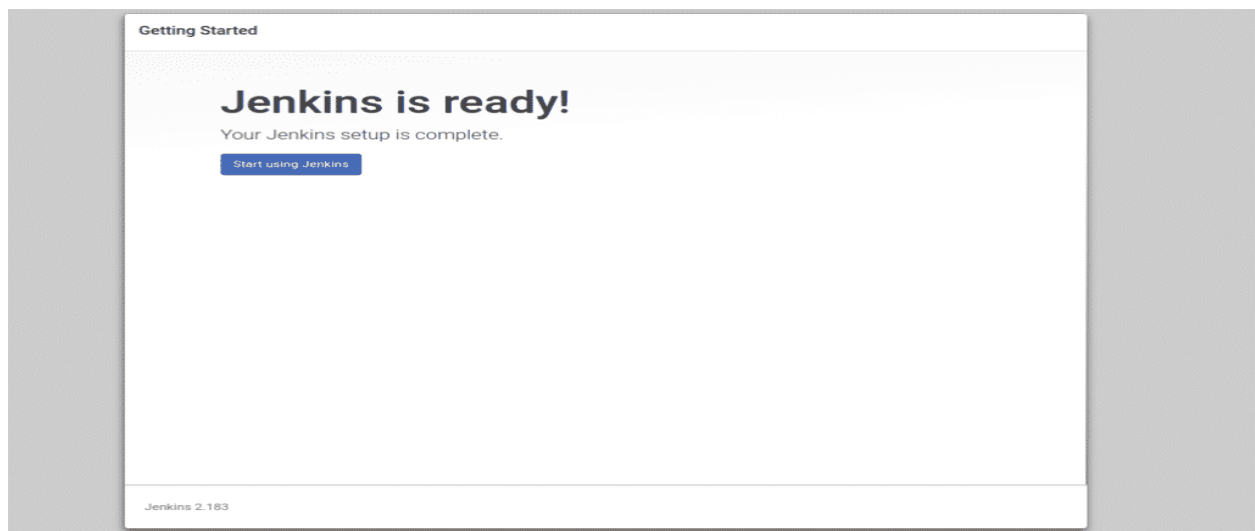 Getting Started
Jenkins is ready!
Your Jenkins setup is complete.
Start using Jenkins
Jenkins 2.183